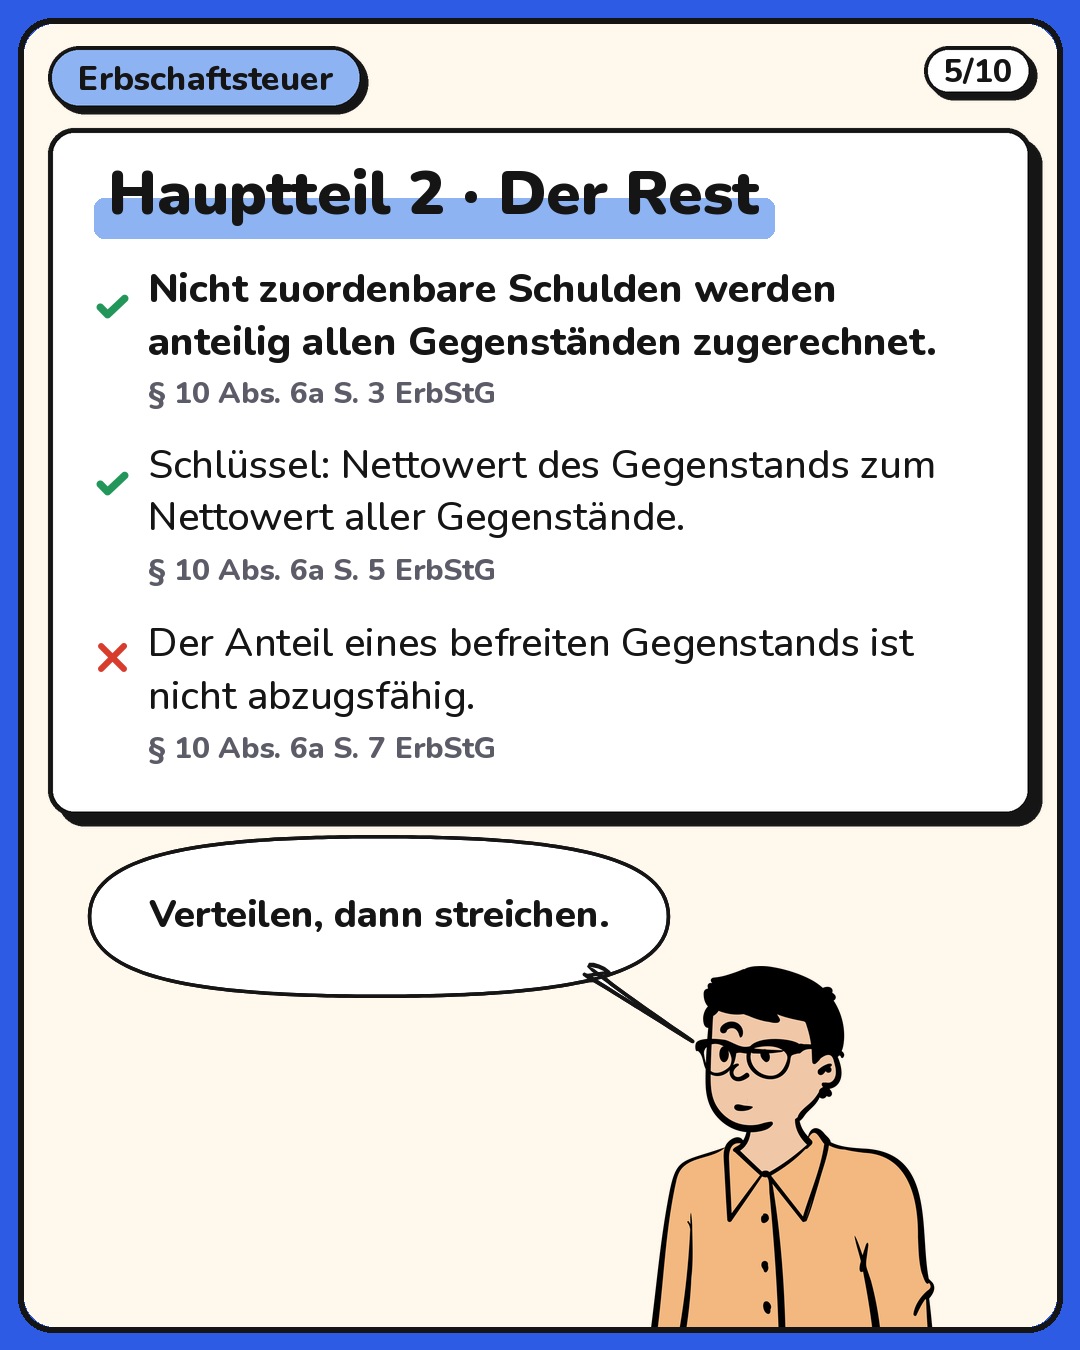 Erbschaftsteuer
5/10
Hauptteil 2 · Der Rest
Nicht zuordenbare Schulden werden
anteilig allen Gegenständen zugerechnet.
§ 10 Abs. 6a S. 3 ErbStG
Schlüssel: Nettowert des Gegenstands zum
Nettowert aller Gegenstände.
§ 10 Abs. 6a S. 5 ErbStG
Der Anteil eines befreiten Gegenstands ist
nicht abzugsfähig.
§ 10 Abs. 6a S. 7 ErbStG
Verteilen, dann streichen.